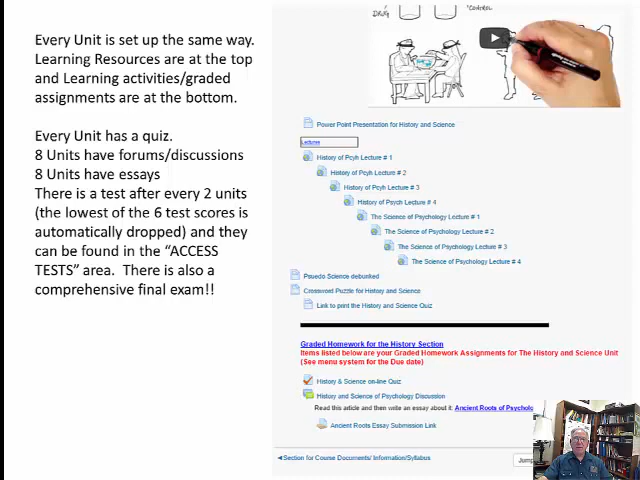 Every Unit is set up the same way.
Learning Resources are at the top
and Learning activities/graded
assignments are at the bottom.
Every Unit has a quiz.
8 Units have forums/discussions
8 Units have essays
There is a test after every 2 units
(the lowest of the 6 test scores is
automatically dropped) and they
can be found in the “ACCESS
TESTS” area.  There is also a
comprehensive final exam!!
DRUG
CONTROL
Power Point Presentation for History and Science
Lectures
History of Pcyh Lecture # 1
History of Pcyh Lecture # 2
History of Pcyh Lecture # 3
History of Psych Lecture # 4
The Science of Psychology Lecture # 1
The Science of Psychology Lecture # 2
The Science of Psychology Lecture # 3
The Science of Psychology Lecture # 4
Psuedo Science debunked
Crossword Puzzle for History and Science
Link to print the History and Science Quiz
Graded Homework for the History Section
Items listed below are your Graded Homework Assignments for The History and Science Unit
(See menu system for the Due date)
History & Science on-line Quiz
History and Science of Psychology Discussion
Read this article and then write an essay about it: Ancient Roots of Psycholo
Ancient Roots Essay Submission Link
◄Section for Course Documents/ Information/Syllabus
Jump